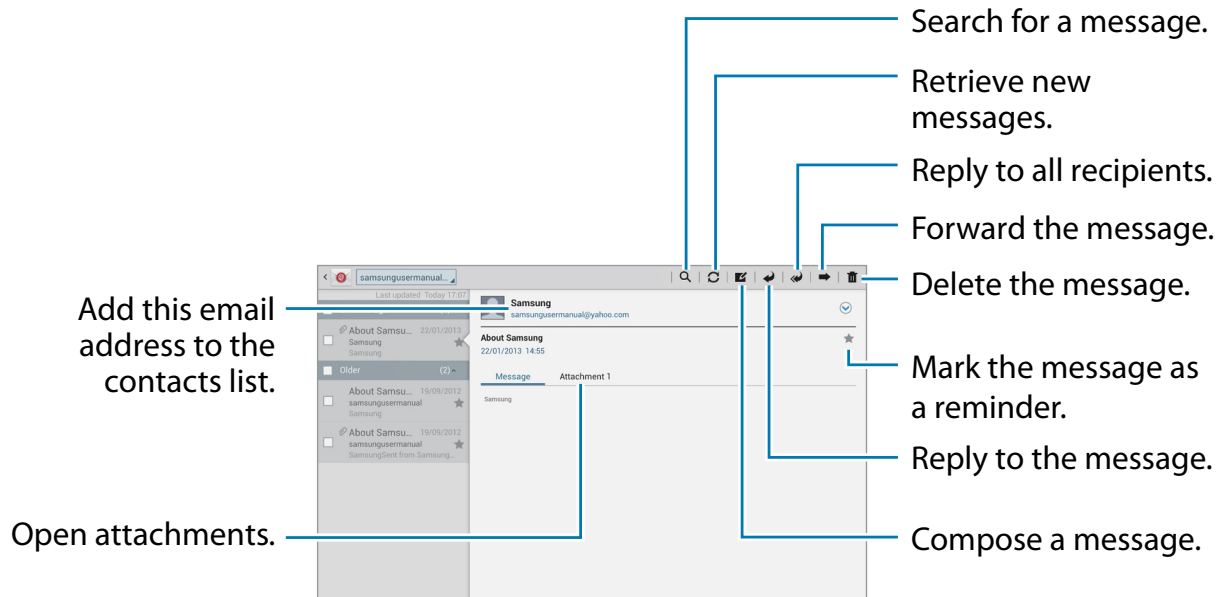 Search for a message.
Retrieve new
messages.
Reply to all recipients.
Forward the message.
Delete the message.
Mark the message as
a reminder.
Reply to the message.
Compose a message.
Add this email
address to the
contacts list.
Open attachments.
samsungusermanual...
Last updated Today 17:07
About Samsu... 22/01/2013
Samsung
Samsung
Older (2)
About Samsu... 19/09/2012
samsungusermanual
Samsung
About Samsu... 19/09/2012
samsungusermanual
SamsungSent from Samsung...
Samsung
samsungusermanual@yahoo.com
About Samsung
22/01/2013 14:55
Message Attachment 1
Samsung